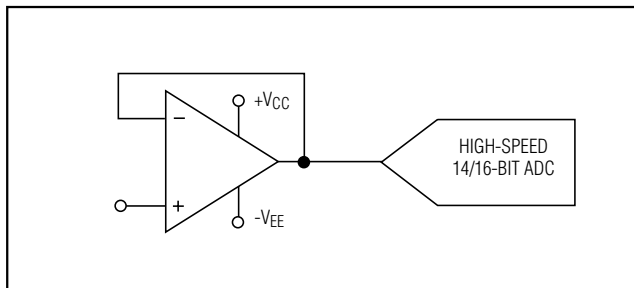 +VCC
−
HIGH-SPEED
14/16-BIT ADC
+
-VEE